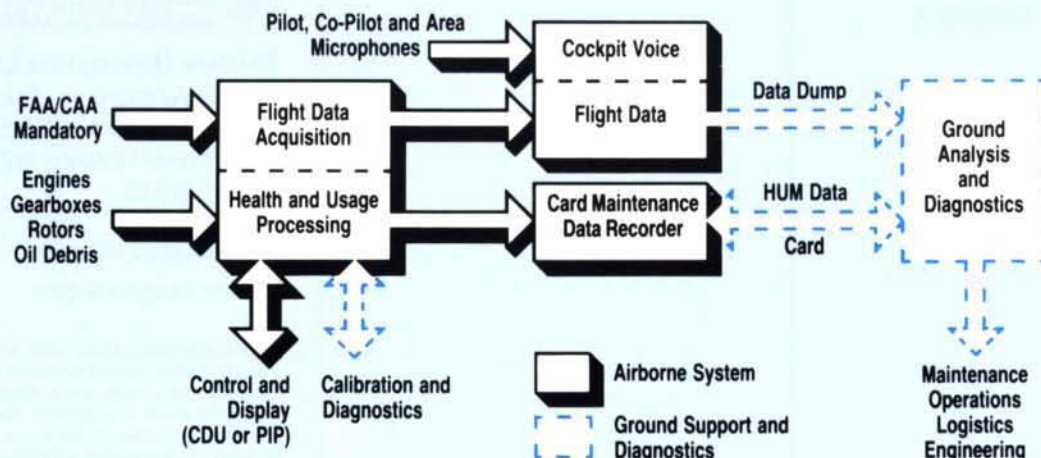 Pilot, Co-Pilot and Area
Microphones
Cockpit Voice
Flight Data
FAA/CAA
Mandatory
Flight Data
Acquisition
Health and Usage
Processing
Engines
Gearboxes
Rotors
Oil Debris
Card Maintenance
Data Recorder
Data Dump
HUM Data
Card
Ground
Analysis
and
Diagnostics
Control and
Display
(CDU or PIP)
Calibration and
Diagnostics
Airborne System
Ground Support and
Diagnostics
Maintenance
Operations
Logistics
Engineering